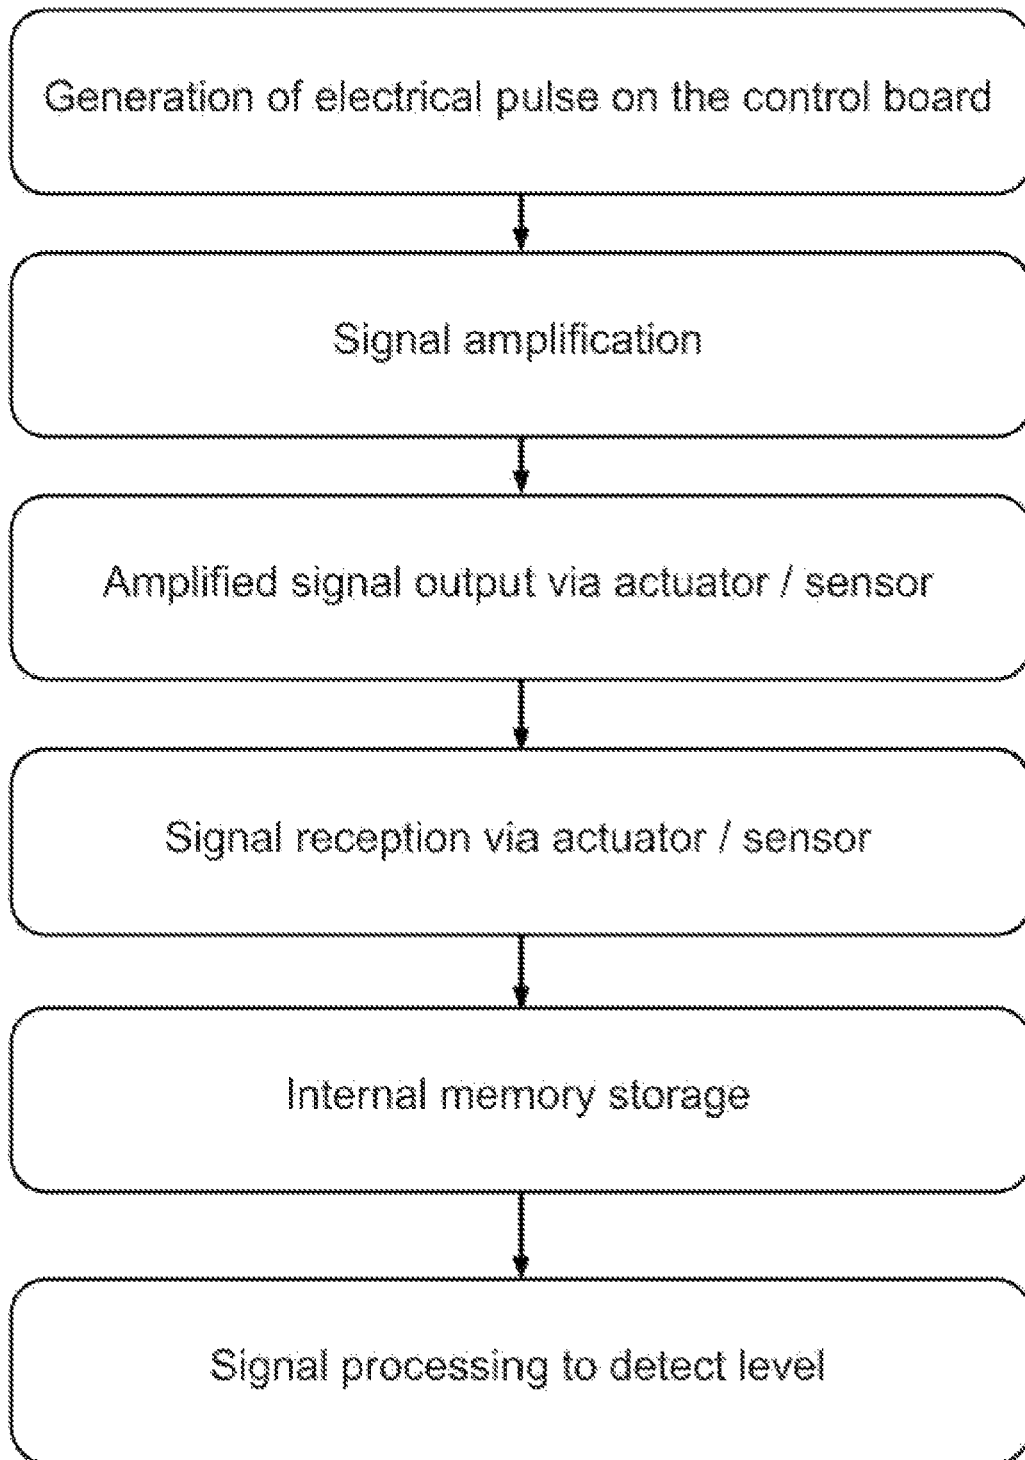 Generation of electrical pulse on the control board
Signal amplification
Amplified signal output via actuator / sensor
Signal reception via actuator / sensor
Internal memory storage
Signal processing to detect level